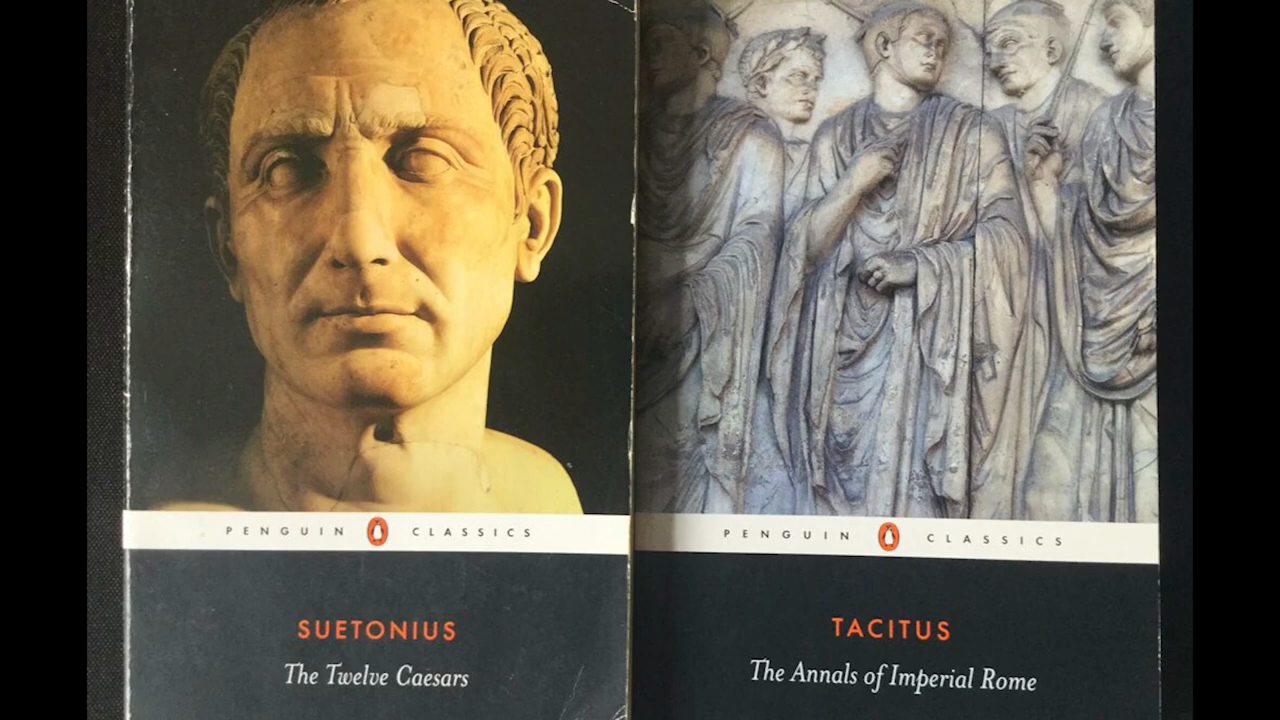 PENGUIN CLASSICS
SUETONIUS
The Twelve Caesars
PENGUIN CLASSICS
TACITUS
The Annals of Imperial Rome